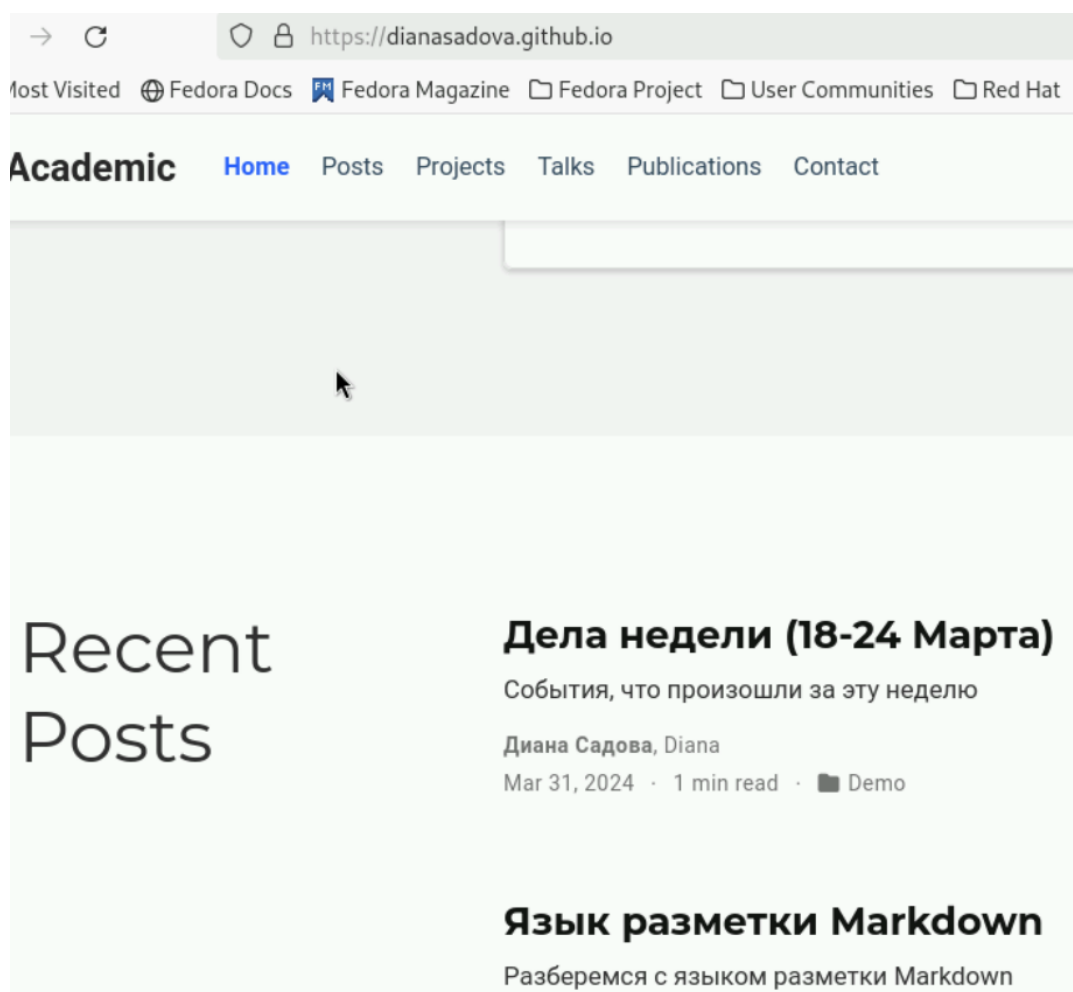 https://dianasadova.github.io
Most Visited Fedora Docs FM Fedora Magazine Fedora Project User Communities Red Hat
Academic Home Posts Projects Talks Publications Contact
Recent
Posts
Дела недели (18-24 Марта)
События, что произошли за эту неделю
Диана Садова, Diana
Mar 31, 2024 · 1 min read · Demo
Язык разметки Markdown
Разберемся с языком разметки Markdown